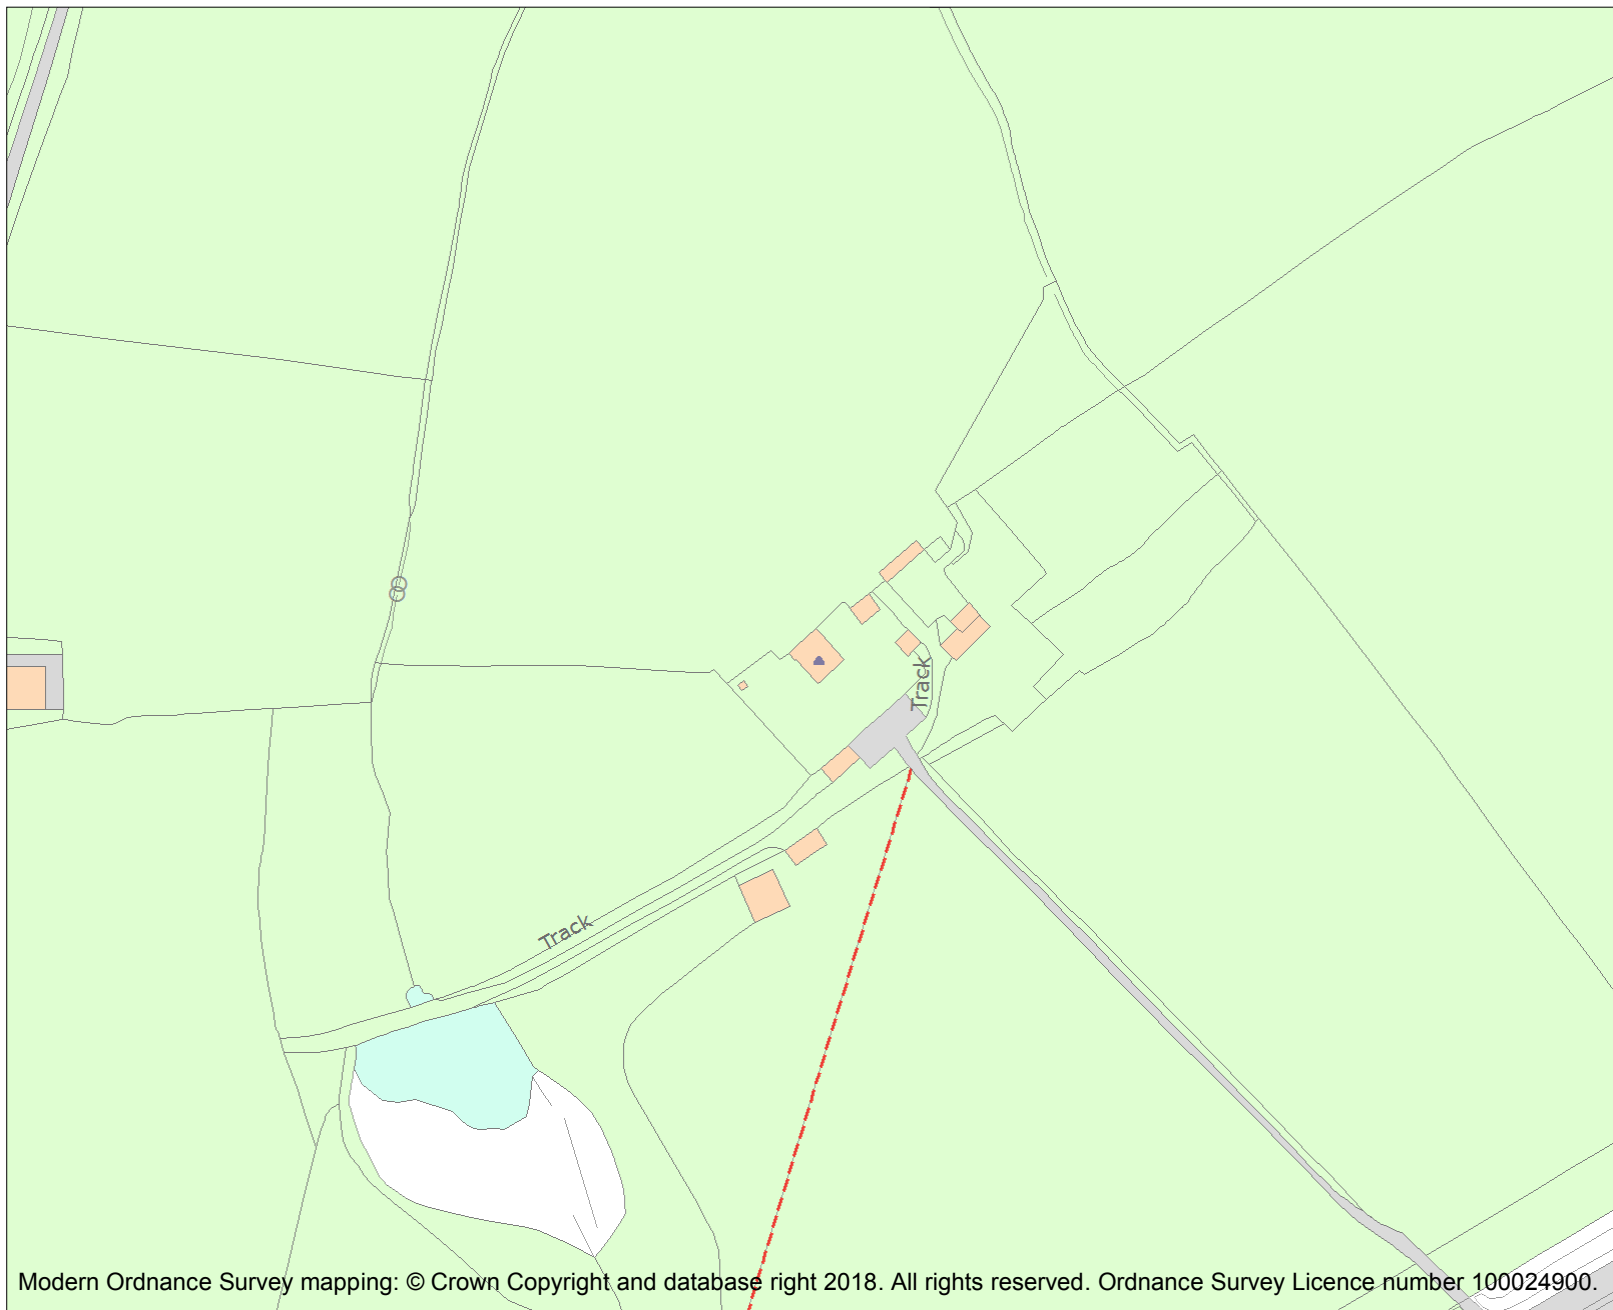 Track
Track
Modern Ordnance Survey mapping: © Crown Copyright and database right 2018. All rights reserved. Ordnance Survey Licence number 100024900.